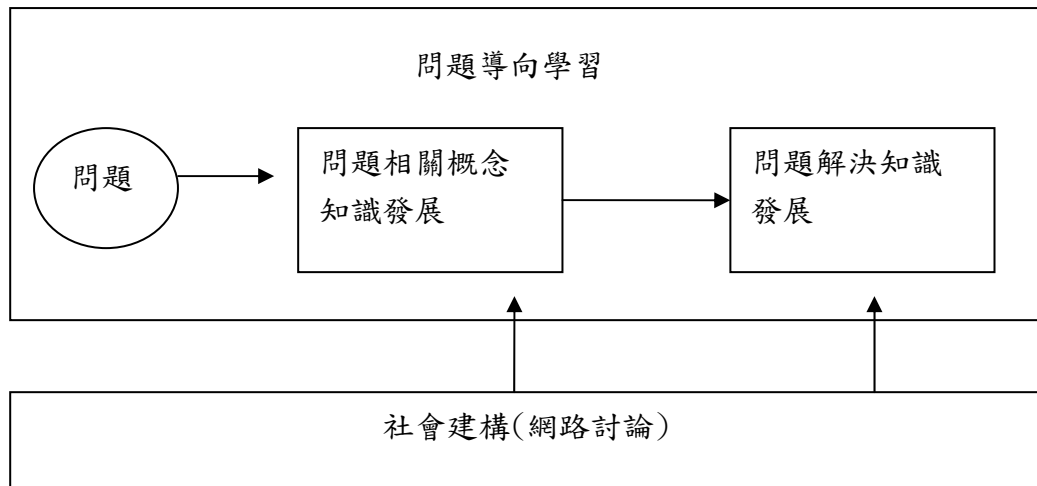 問題導向學習
問題
問題相關概念
知識發展
問題解決知識
發展
社會建構(網路討論)